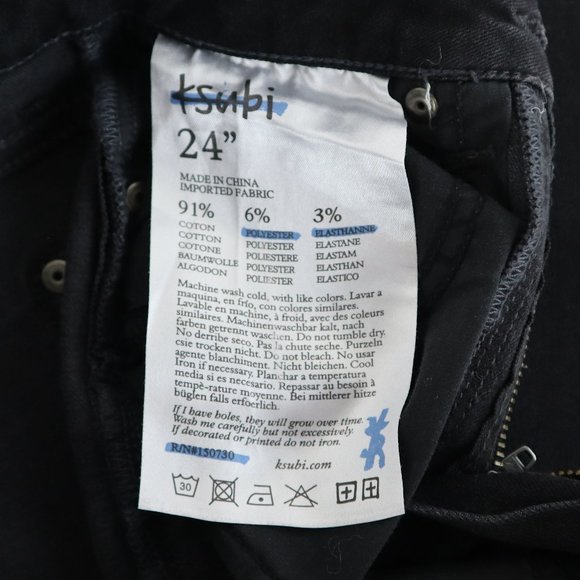 ksubi
24”
MADE IN CHINA
IMPORTED FABRIC
91% 6% 3%
COTON POLYESTER ELASTHANNE
COTTON POLYESTER ELASTANE
COTONE POLIESTERE ELASTAM
BAUMWOLLE POLYESTER ELASTHAN
ALGODON POLIESTER ELASTICO
Machine wash cold, with like colors. Lavar a
maquina, en frío, con colores similares.
Lavable en machine, à froid, avec des couleurs
similaires. Machinenwaschbar kalt, nach
farben getrennt waschen. Do not tumble dry.
No derribe seco. Pas la chute seche. Purzeln
csie trocken nicht. Do not bleach. No usar
agente blanchiment. Nicht bleichen. Cool
Iron if necessary. Planchar a temperatura
media si es necesario. Repassar au besoin à
tempè-rature moyenne. Bei mittlerer hitze
büglen falls erfoerlich.
If I have holes, they will grow over time.
Wash me carefully but not excessively.
If decorated or printed do not iron.
R/N#150730
ksubi.com
30